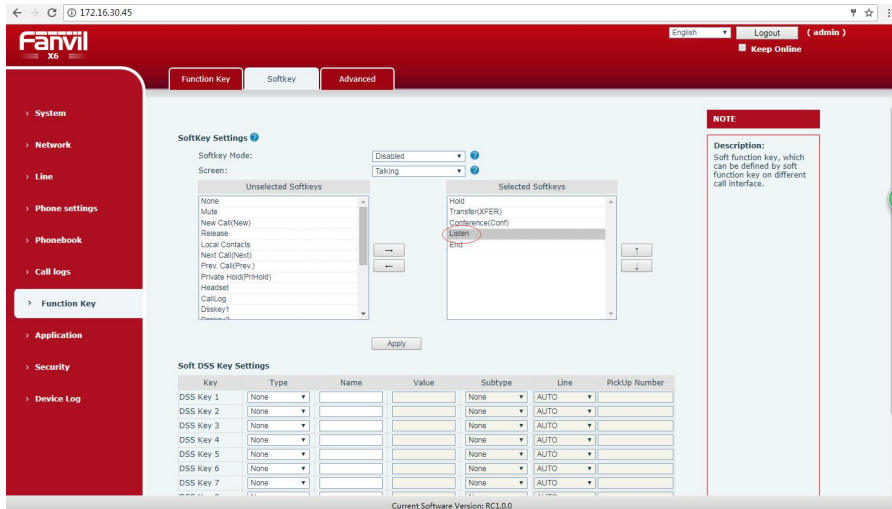 172.16.30.45
Fanvil
X6
English Logout ( admin )
Keep Online
Function Key Softkey Advanced
› System
› Network
› Line
› Phone settings
› Phonebook
› Call logs
› Function Key
› Application
› Security
› Device Log
SoftKey Settings ?
Softkey Mode: Disabled ?
Screen: Talking ?
Unselected Softkeys
None
Mute
New Call(New)
Release
Local Contacts
Next Call(Next)
Prev. Call(Prev.)
Private Hold(PriHold)
Headset
CallLog
Dsskey1
Selected Softkeys
Hold
Transfer(XFER)
Conference(Conf)
Listen
End
→
←
↑
↓
Apply
NOTE
Description:
Soft function key, which
can be defined by soft
function key on different
call interface.
Soft DSS Key Settings
Key Type Name Value Subtype Line PickUp Number
DSS Key 1 None None AUTO
DSS Key 2 None None AUTO
DSS Key 3 None None AUTO
DSS Key 4 None None AUTO
DSS Key 5 None None AUTO
DSS Key 6 None None AUTO
DSS Key 7 None None AUTO
Current Software Version: RC1.0.0